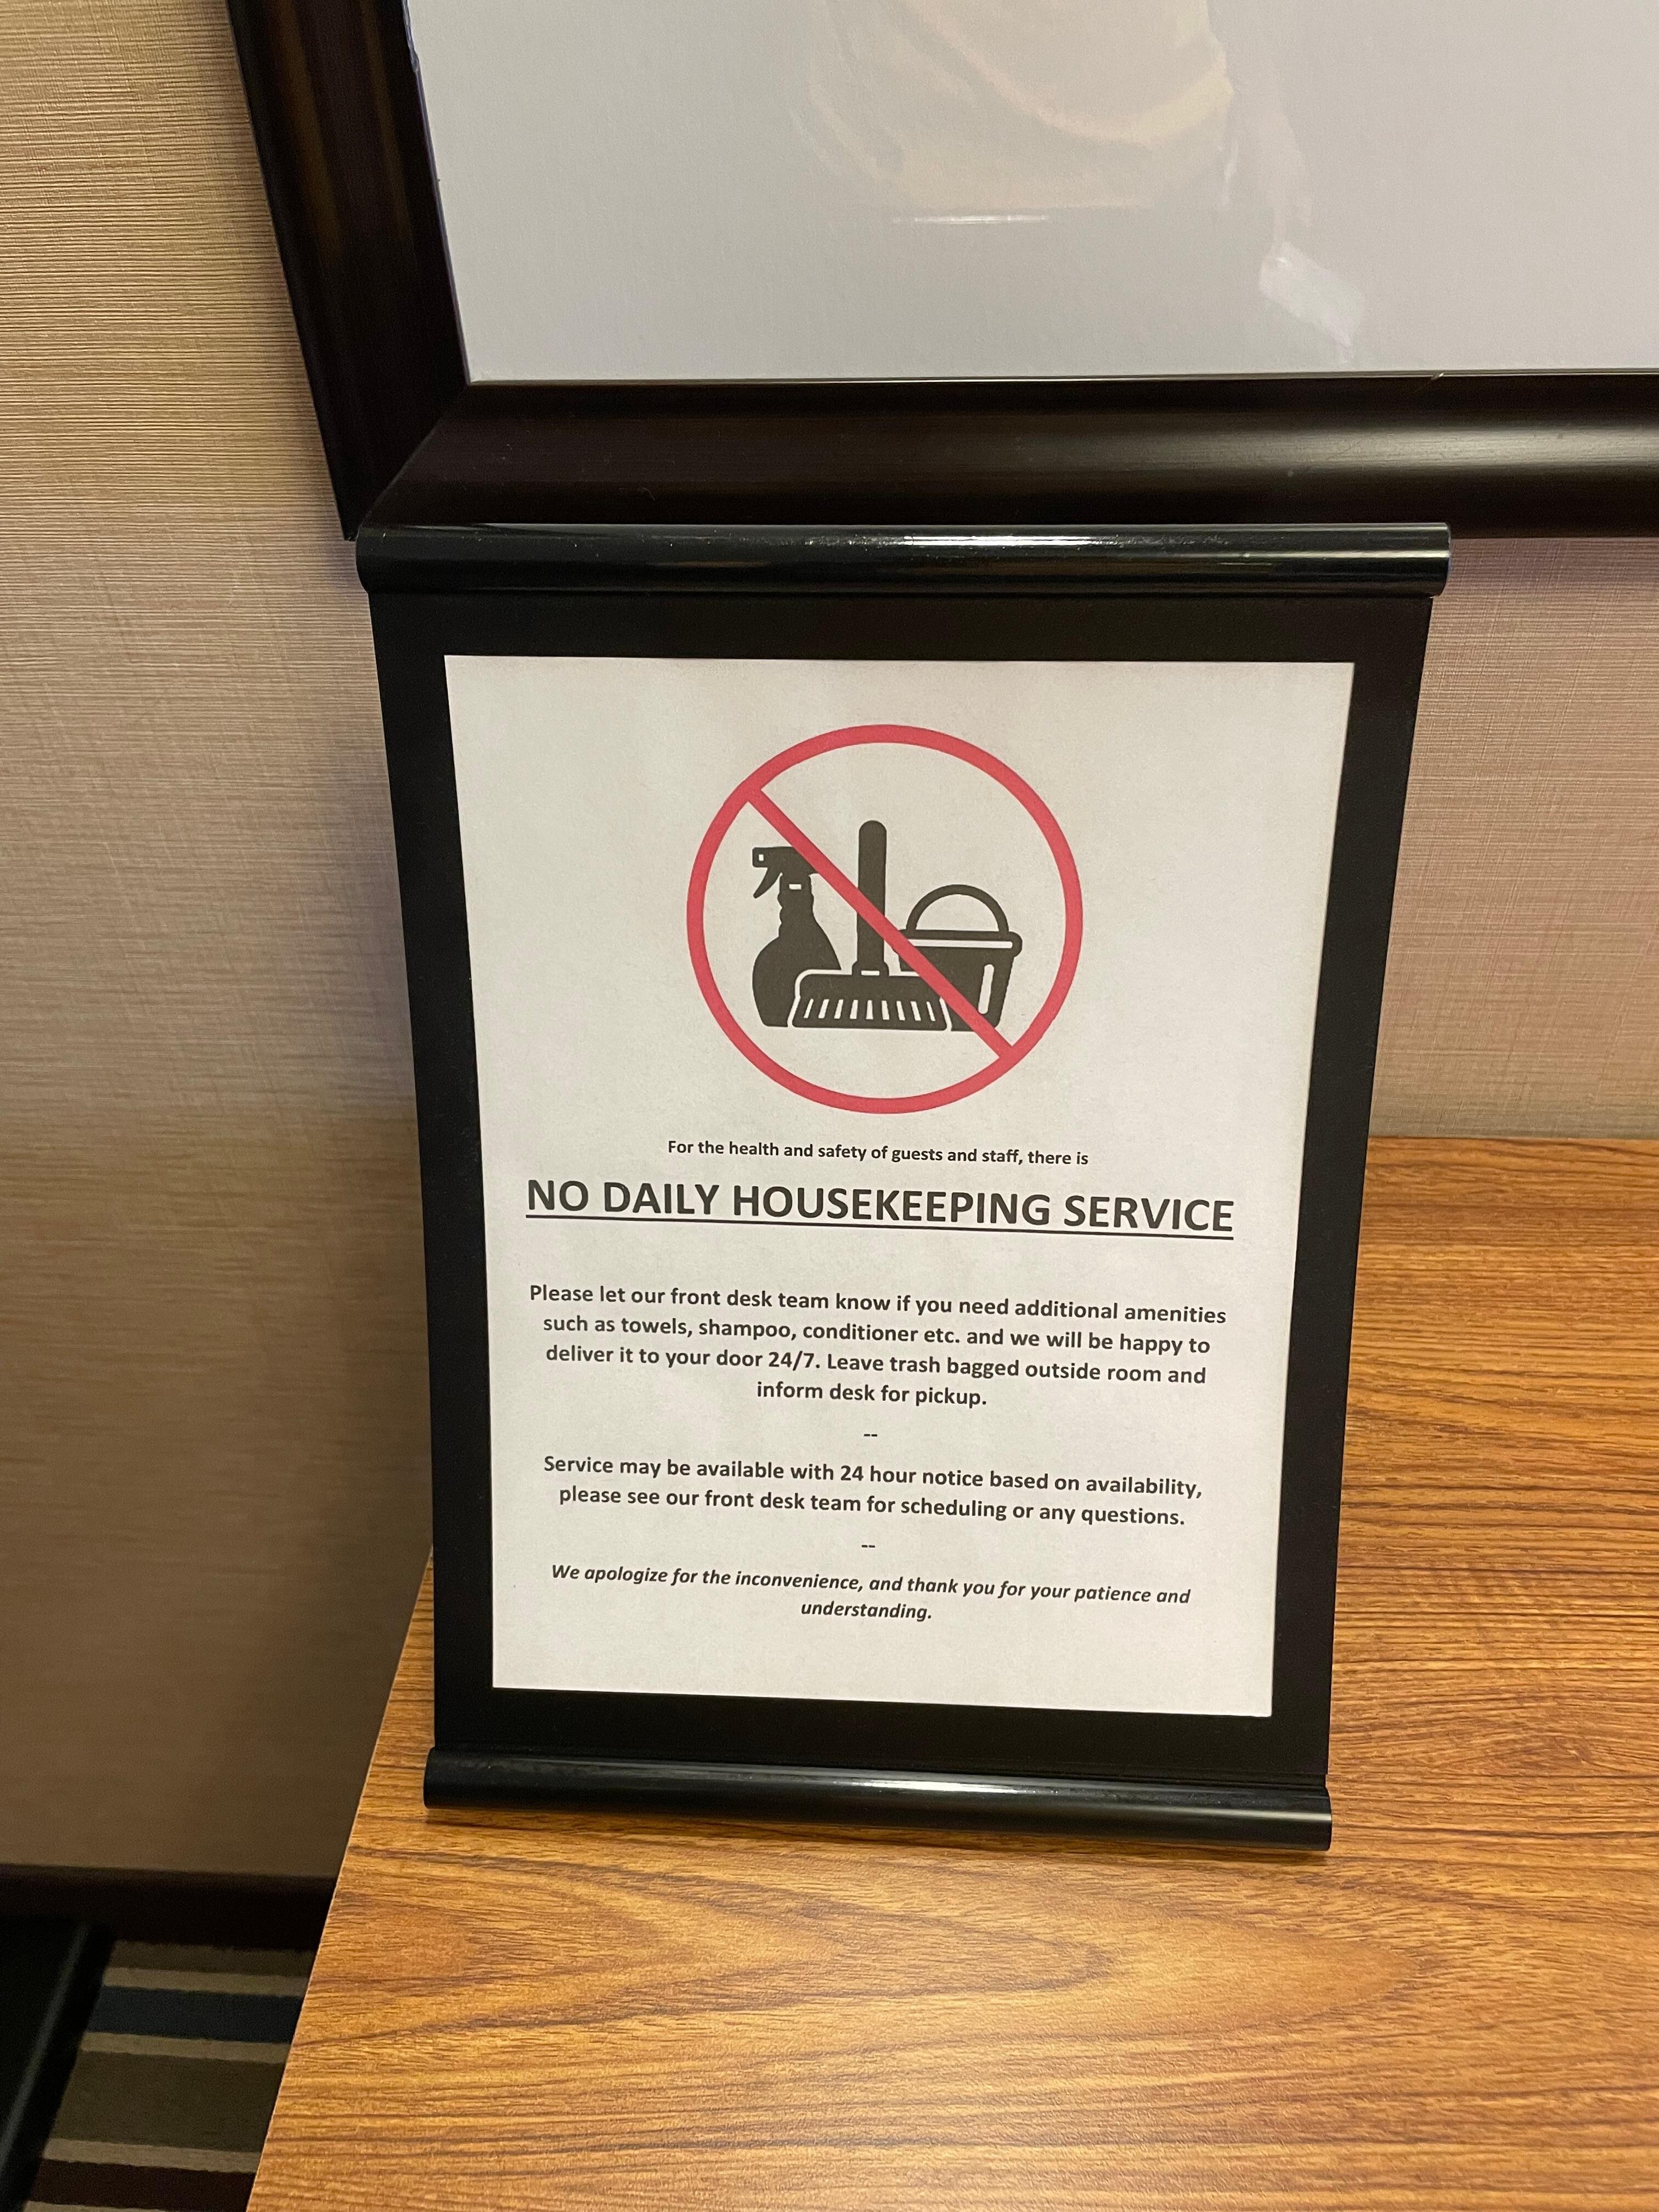 For the health and safety of guests and staff, there is
NO DAILY HOUSEKEEPING SERVICE
Please let our front desk team know if you need additional amenities
such as towels, shampoo, conditioner etc. and we will be happy to
deliver it to your door 24/7. Leave trash bagged outside room and
inform desk for pickup.
--
Service may be available with 24 hour notice based on availability,
please see our front desk team for scheduling or any questions.
--
We apologize for the inconvenience, and thank you for your patience and
understanding.